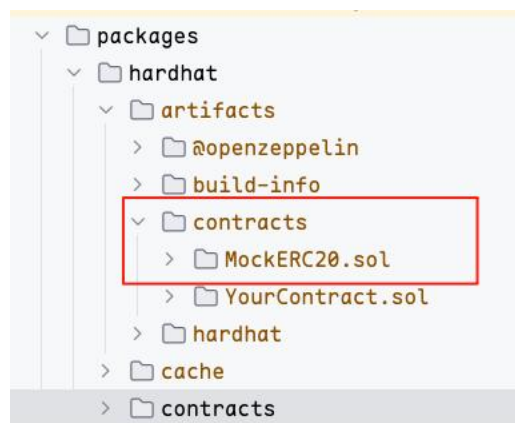 packages
hardhat
artifacts
@openzeppelin
build-info
contracts
MockERC20.sol
YourContract.sol
hardhat
cache
contracts